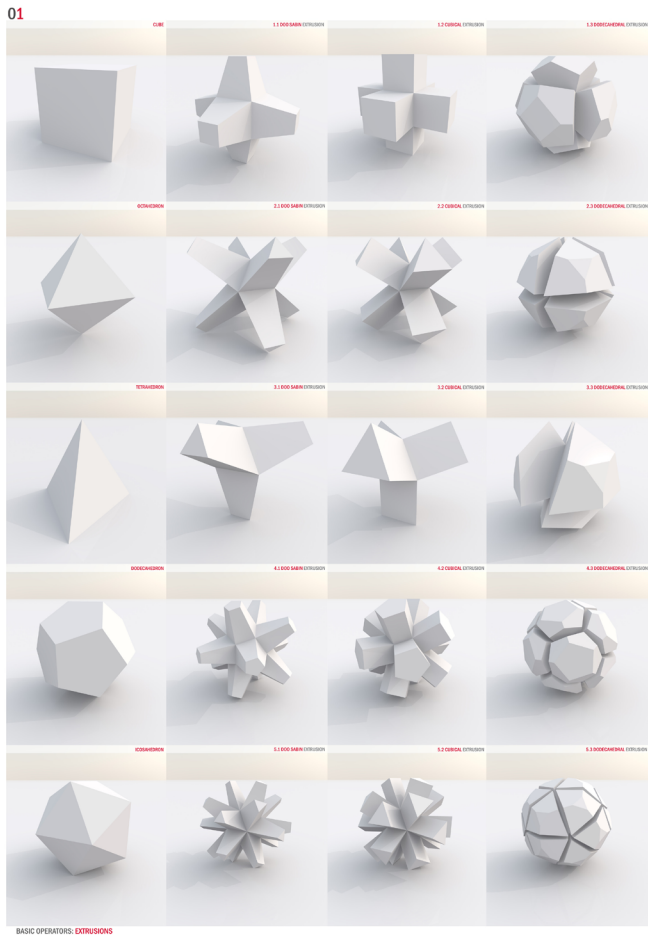 01
CUBE
1.1 DOO SABIN EXTRUSION
1.2 CUBICAL EXTRUSION
1.3 DODECAHEDRAL EXTRUSION
OCTAHEDRON
2.1 DOO SABIN EXTRUSION
2.2 CUBICAL EXTRUSION
2.3 DODECAHEDRAL EXTRUSION
TETRAHEDRON
3.1 DOO SABIN EXTRUSION
3.2 CUBICAL EXTRUSION
3.3 DODECAHEDRAL EXTRUSION
DODECAHEDRON
4.1 DOO SABIN EXTRUSION
4.2 CUBICAL EXTRUSION
4.3 DODECAHEDRAL EXTRUSION
ICOSAHEDRON
5.1 DOO SABIN EXTRUSION
5.2 CUBICAL EXTRUSION
5.3 DODECAHEDRAL EXTRUSION
BASIC OPERATORS: EXTRUSIONS